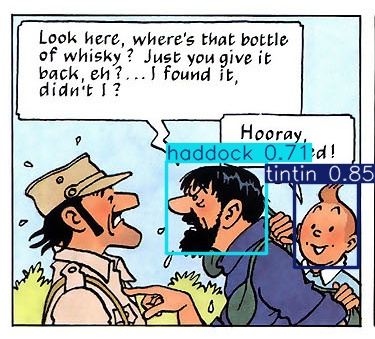 Look here, where's that bottle
of whisky? Just you give it
back, eh?... I found it,
didn't I?
Hooray,
ed!
haddock 0.71
tintin 0.85